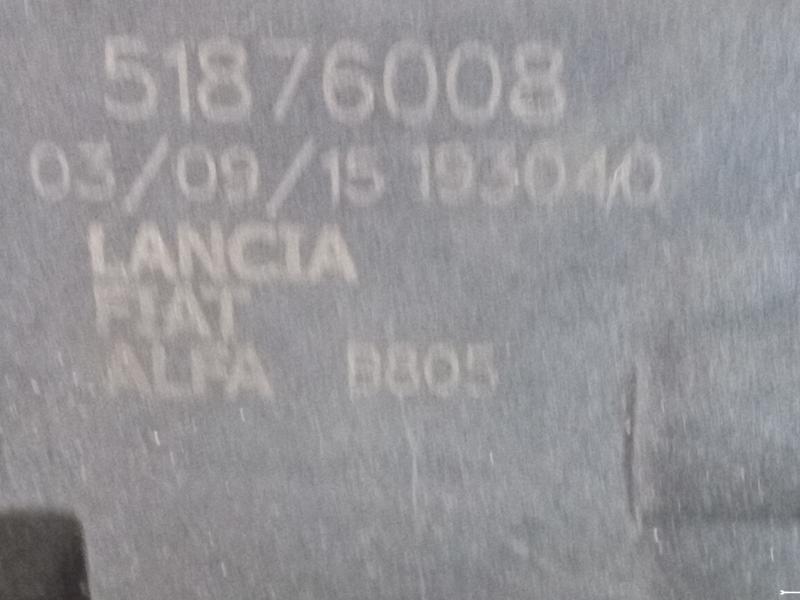 51876008
03/09/15 193040
LANCIA
FIAT
ALFA B805